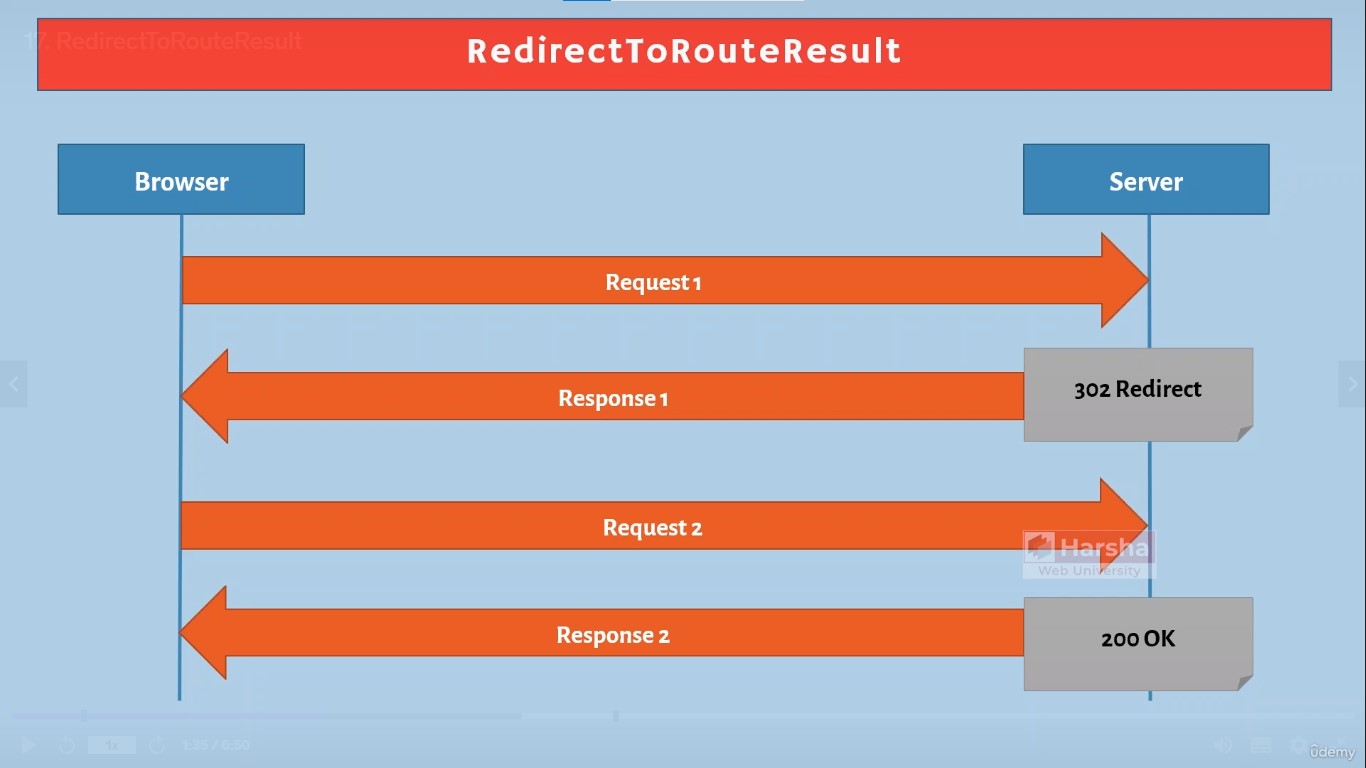 17. RedirectToRouteResult
RedirectToRouteResult
Browser
Server
Request 1
Response 1
302 Redirect
Request 2
Harsha
Web University
Response 2
200 OK
1x
1:35 / 6:50
ûdemy